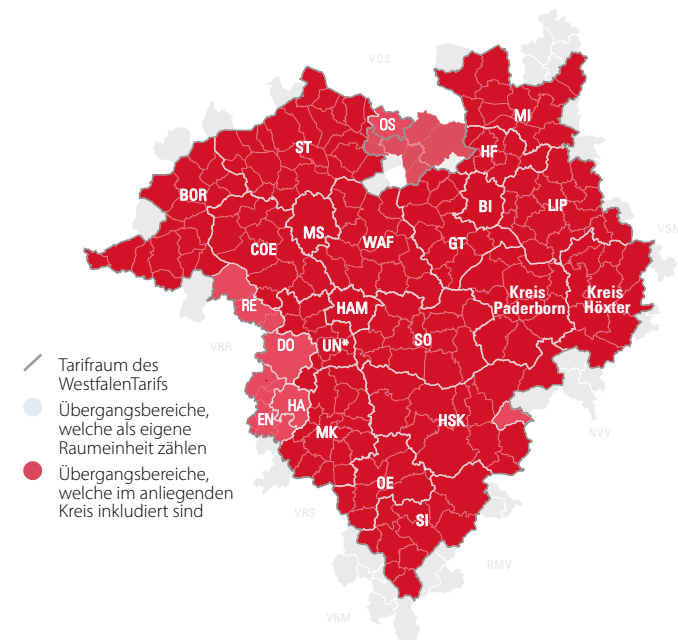 VOS
OS
MI
ST
HF
BOR
BI
LIP
MS
COE
WAF
GT
VSN
Kreis
Paderborn
Kreis
Höxter
RE
HAM
VRR
DO
UN*
SO
Tarifraum des
WestfalenTarifs
Übergangsbereiche,
welche als eigene
Raumeinheit zählen
Übergangsbereiche,
welche im anliegenden
Kreis inkludiert sind
HA
EN
MK
HSK
NVV
OE
VRS
SI
RMV
VRM